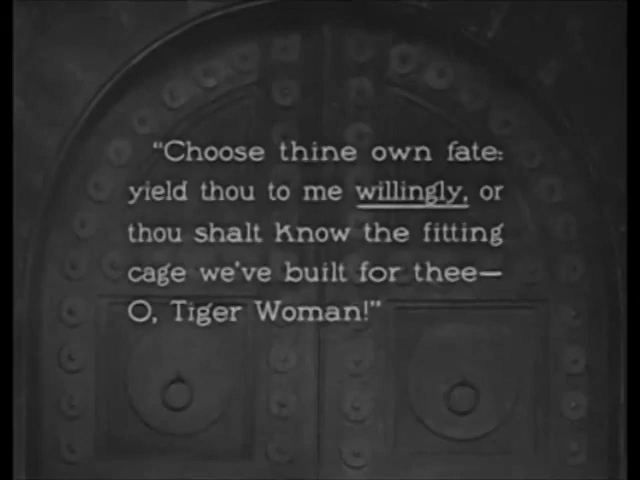 "Choose thine own fate:
yield thou to me willingly, or
thou shalt know the fitting
cage we've built for thee—
O, Tiger Woman!"